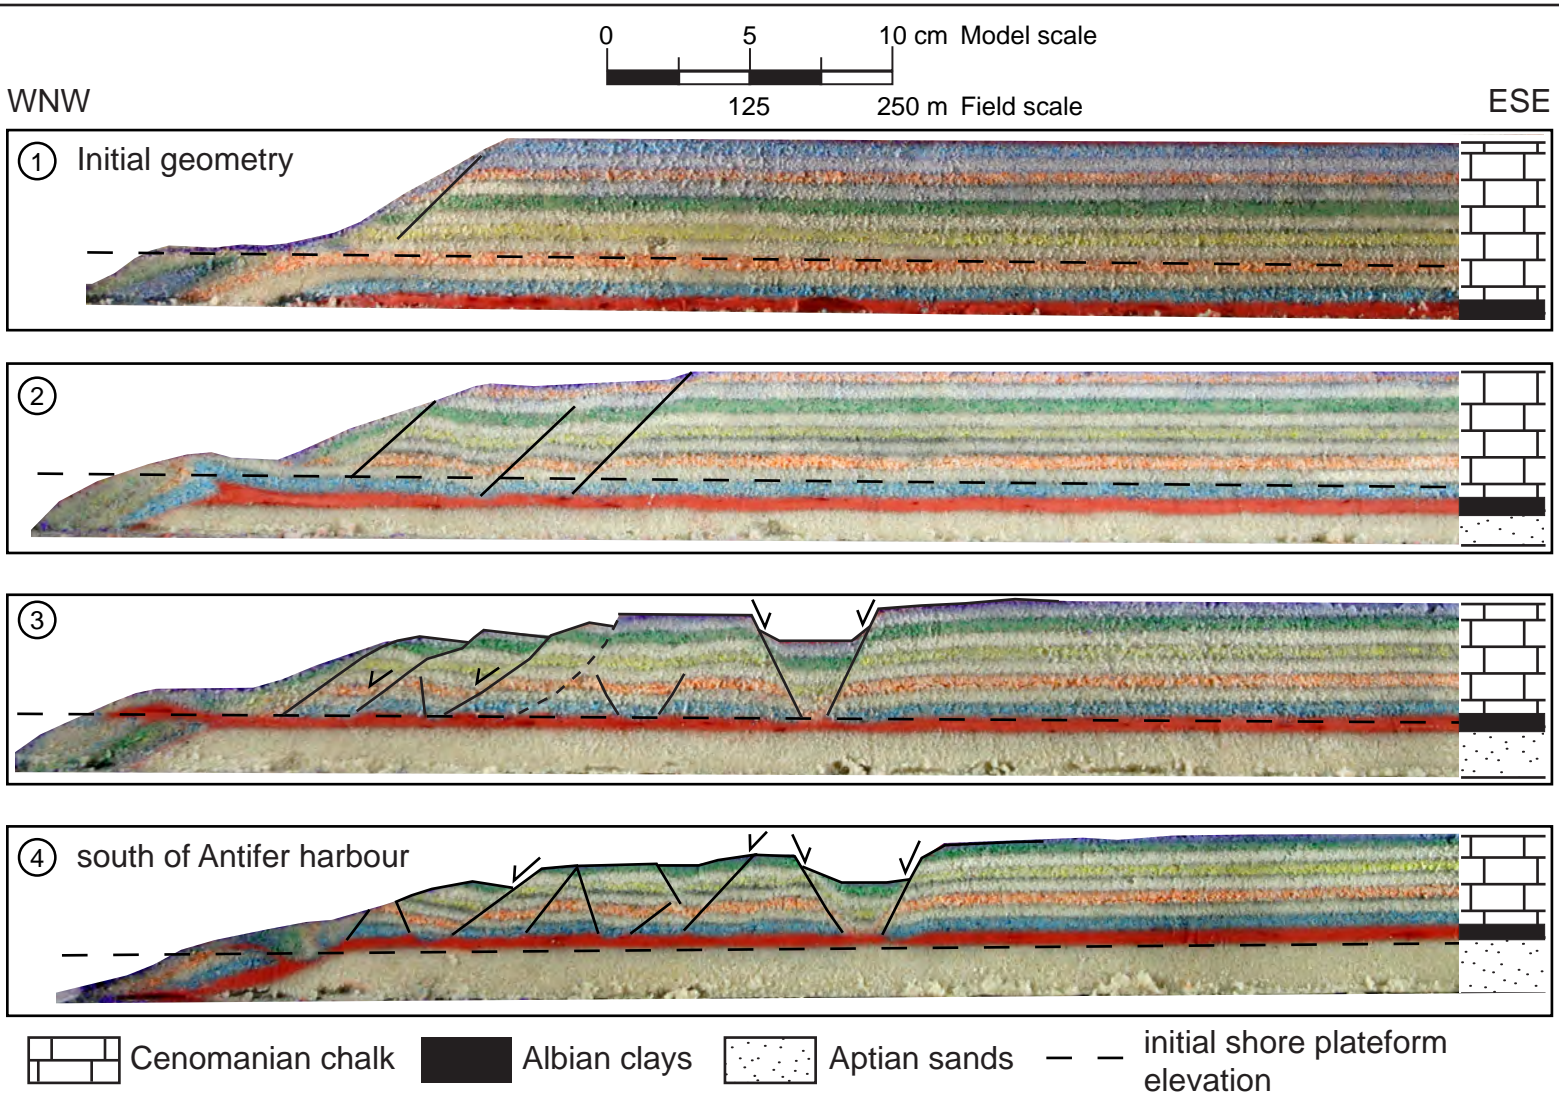 0 5 10 cm Model scale
WNW 125 250 m Field scale ESE
1 Initial geometry
2
3
4 south of Antifer harbour
Cenomanian chalk Albian clays Aptian sands initial shore plateform
elevation